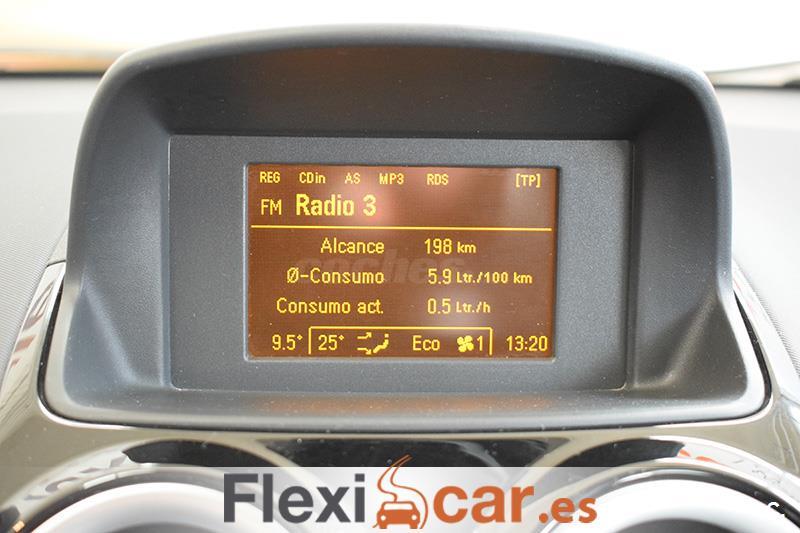 REG CDin AS MP3 RDS [TP]
FM Radio 3
Alcance 198 km
Ø-Consumo 5.9 Ltr./100 km
Consumo act. 0.5 Ltr./h
9.5° 25° Eco 1 13:20
coches
Flexicar.es